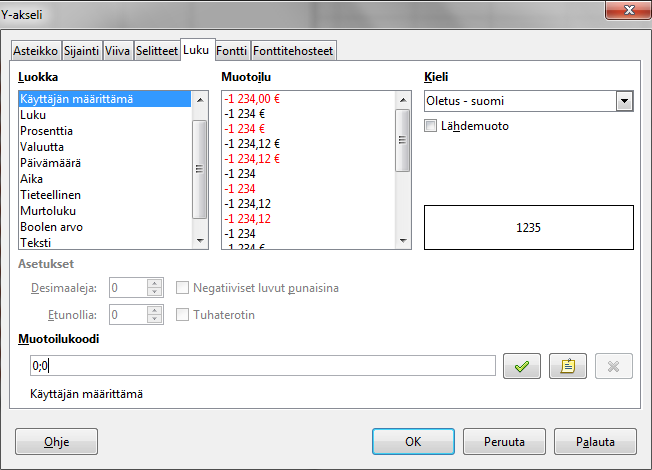 Y-akseli
Asteikko Sijainti Viiva Selitteet Luku Fontti Fonttitehosteet
Luokka
Käyttäjän määrittämä
Luku
Prosenttia
Valuutta
Päivämäärä
Aika
Tieteellinen
Murtoluku
Boolen arvo
Teksti
Muotoilu
-1 234,00 €
-1 234 €
-1 234 €
-1 234,12 €
-1 234,12 €
-1 234
-1 234
-1 234,12
-1 234,12
-1 234
-1 234 €
Kieli
Oletus - suomi
Lähdemuoto
1235
Asetukset
Desimaaleja: 0 Negatiiviset luvut punaisina
Etunollia: 0 Tuhaterotin
Muotoilukoodi
0;0
Käyttäjän määrittämä
Ohje OK Peruuta Palauta